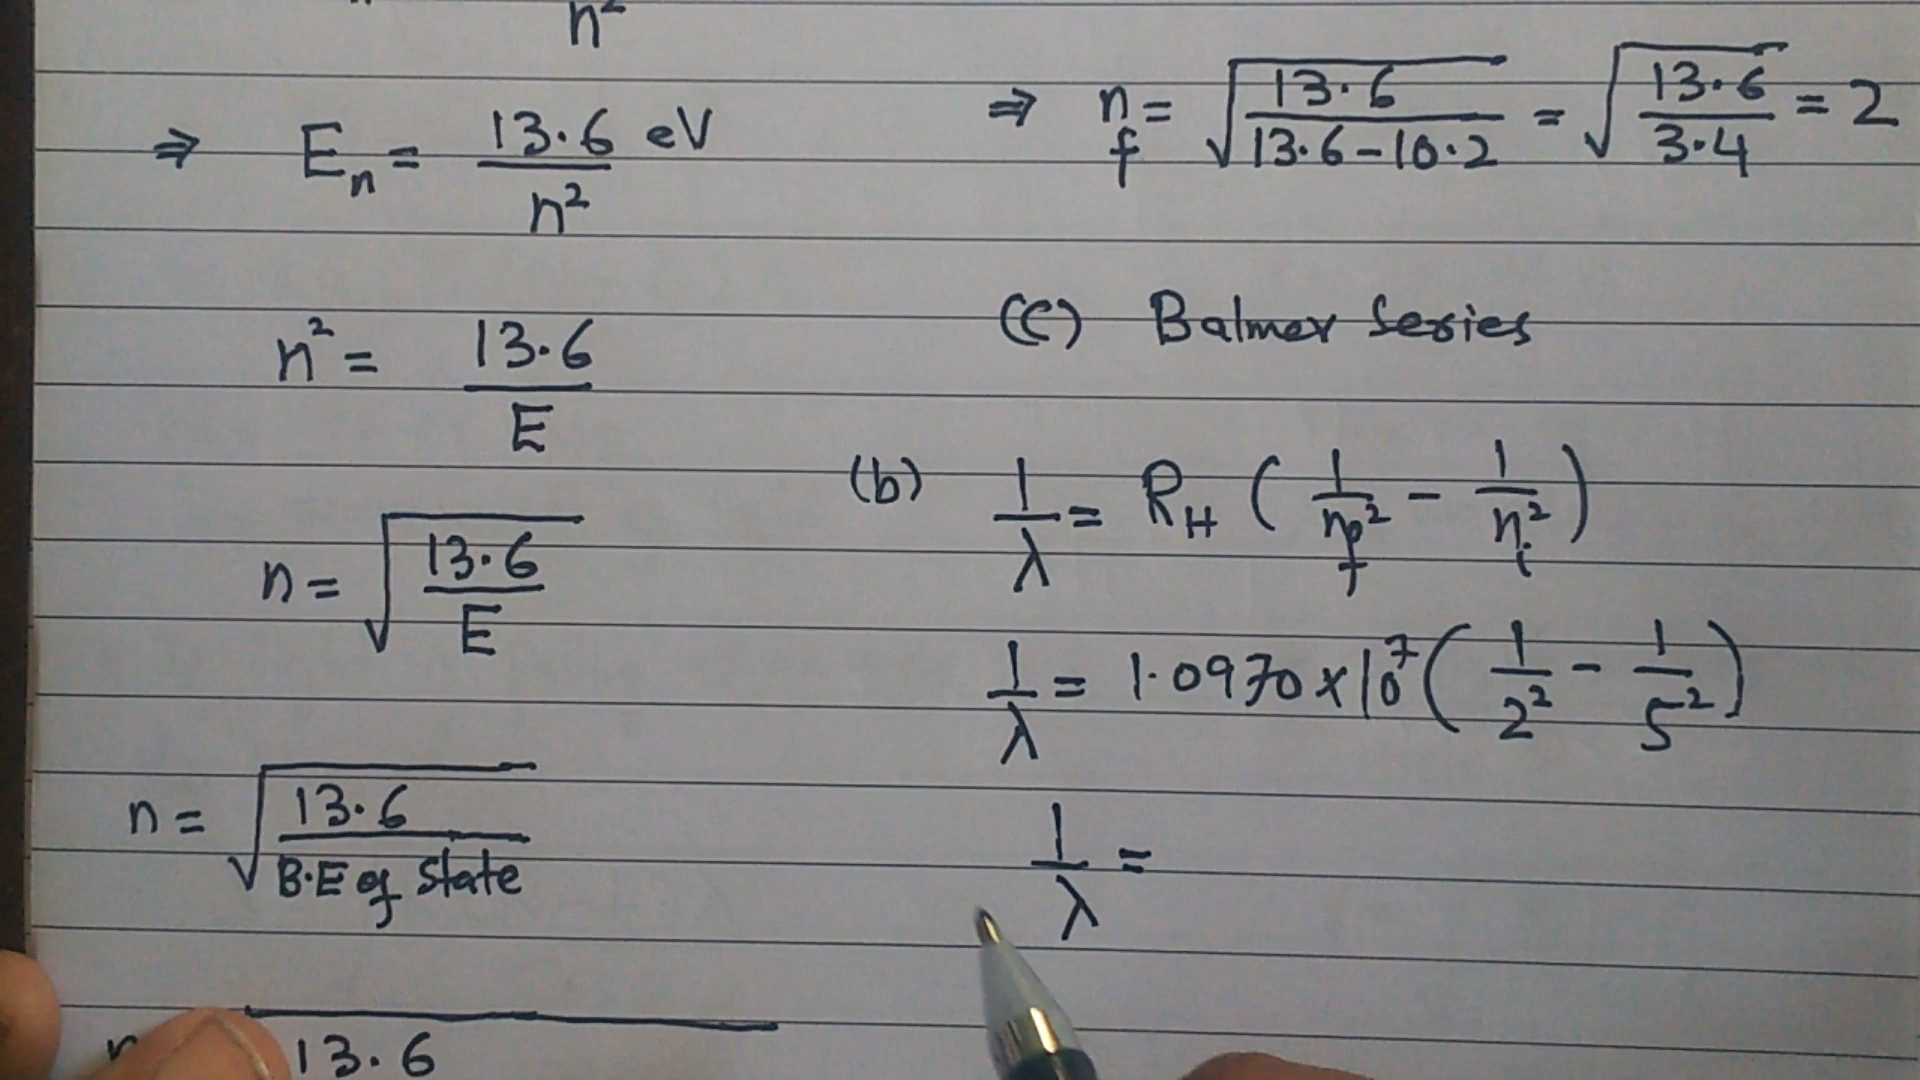 n²
⇒ Eₙ = 13.6 eV / n²
n² = 13.6 / E
n = √(13.6 / E)
n = √(13.6 / B.E of State)
13.6
⇒ n_f = √(13.6 / 13.6-10.2) = √(13.6 / 3.4) = 2
(C) Balmer Series
(b) 1/λ = R_H ( 1/n_f² - 1/n_i² )
1/λ = 1.0970 × 10⁷ ( 1/2² - 1/5² )
1/λ =